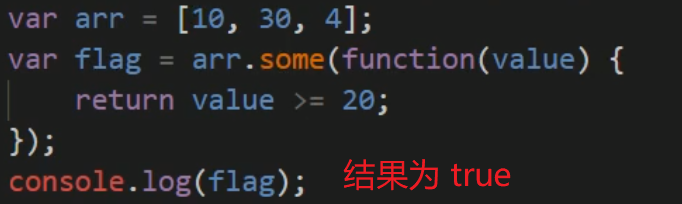 var arr = [10, 30, 4];
var flag = arr.some(function(value) {
    return value >= 20;
});
console.log(flag); 结果为 true